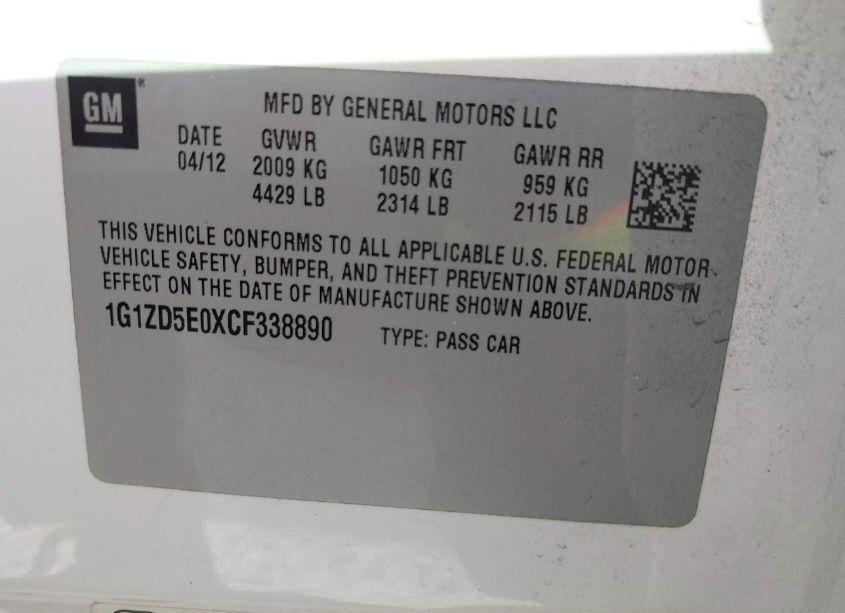 GM ®
MFD BY GENERAL MOTORS LLC
DATE GVWR GAWR FRT GAWR RR
04/12 2009 KG 1050 KG 959 KG
4429 LB 2314 LB 2115 LB
THIS VEHICLE CONFORMS TO ALL APPLICABLE U.S. FEDERAL MOTOR
VEHICLE SAFETY, BUMPER, AND THEFT PREVENTION STANDARDS IN
EFFECT ON THE DATE OF MANUFACTURE SHOWN ABOVE.
1G1ZD5E0XCF338890 TYPE: PASS CAR